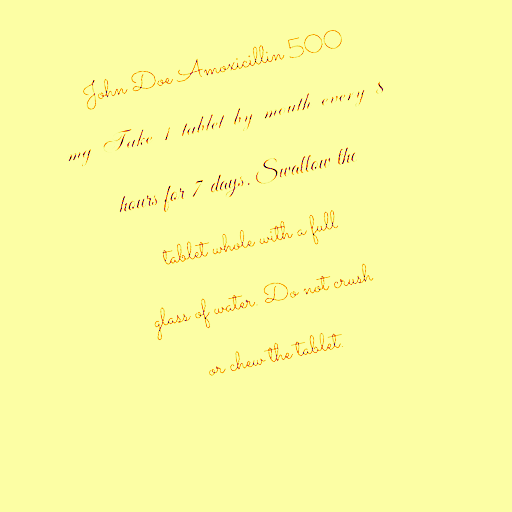 John Doe Amoxicillin 500
mg Take 1 tablet by mouth every 8
hours for 7 days. Swallow the
tablet whole with a full
glass of water. Do not crush
or chew the tablet.